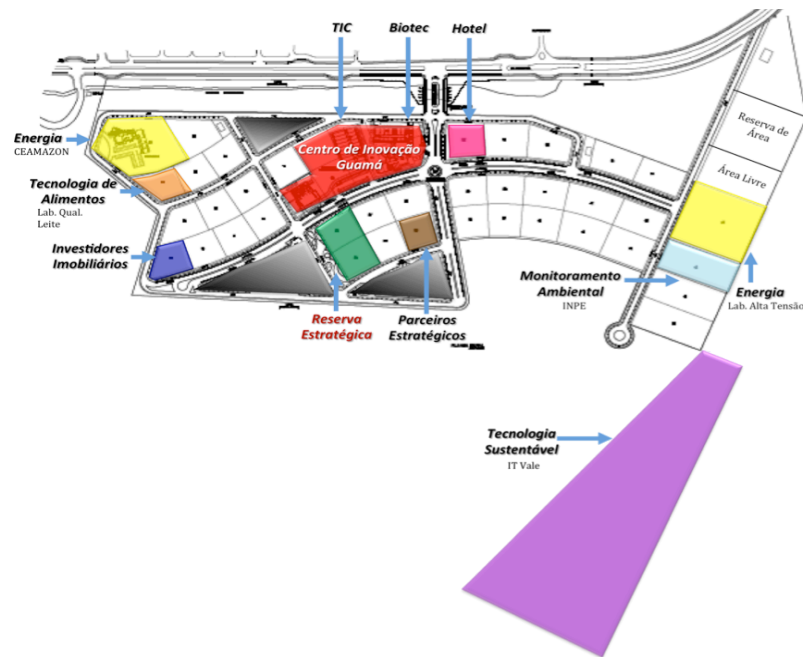 TIC
Biotec
Hotel
Energia
CEAMAZON
Centro de Inovação
Guamá
Reserva de
Área
Tecnologia de
Alimentos
Lab. Qual.
Leite
Área Livre
Investidores
Imobiliários
Monitoramento
Ambiental
INPE
Energia
Lab. Alta Tensão
Reserva
Estratégica
Parceiros
Estratégicos
Tecnologia
Sustentável
IT Vale